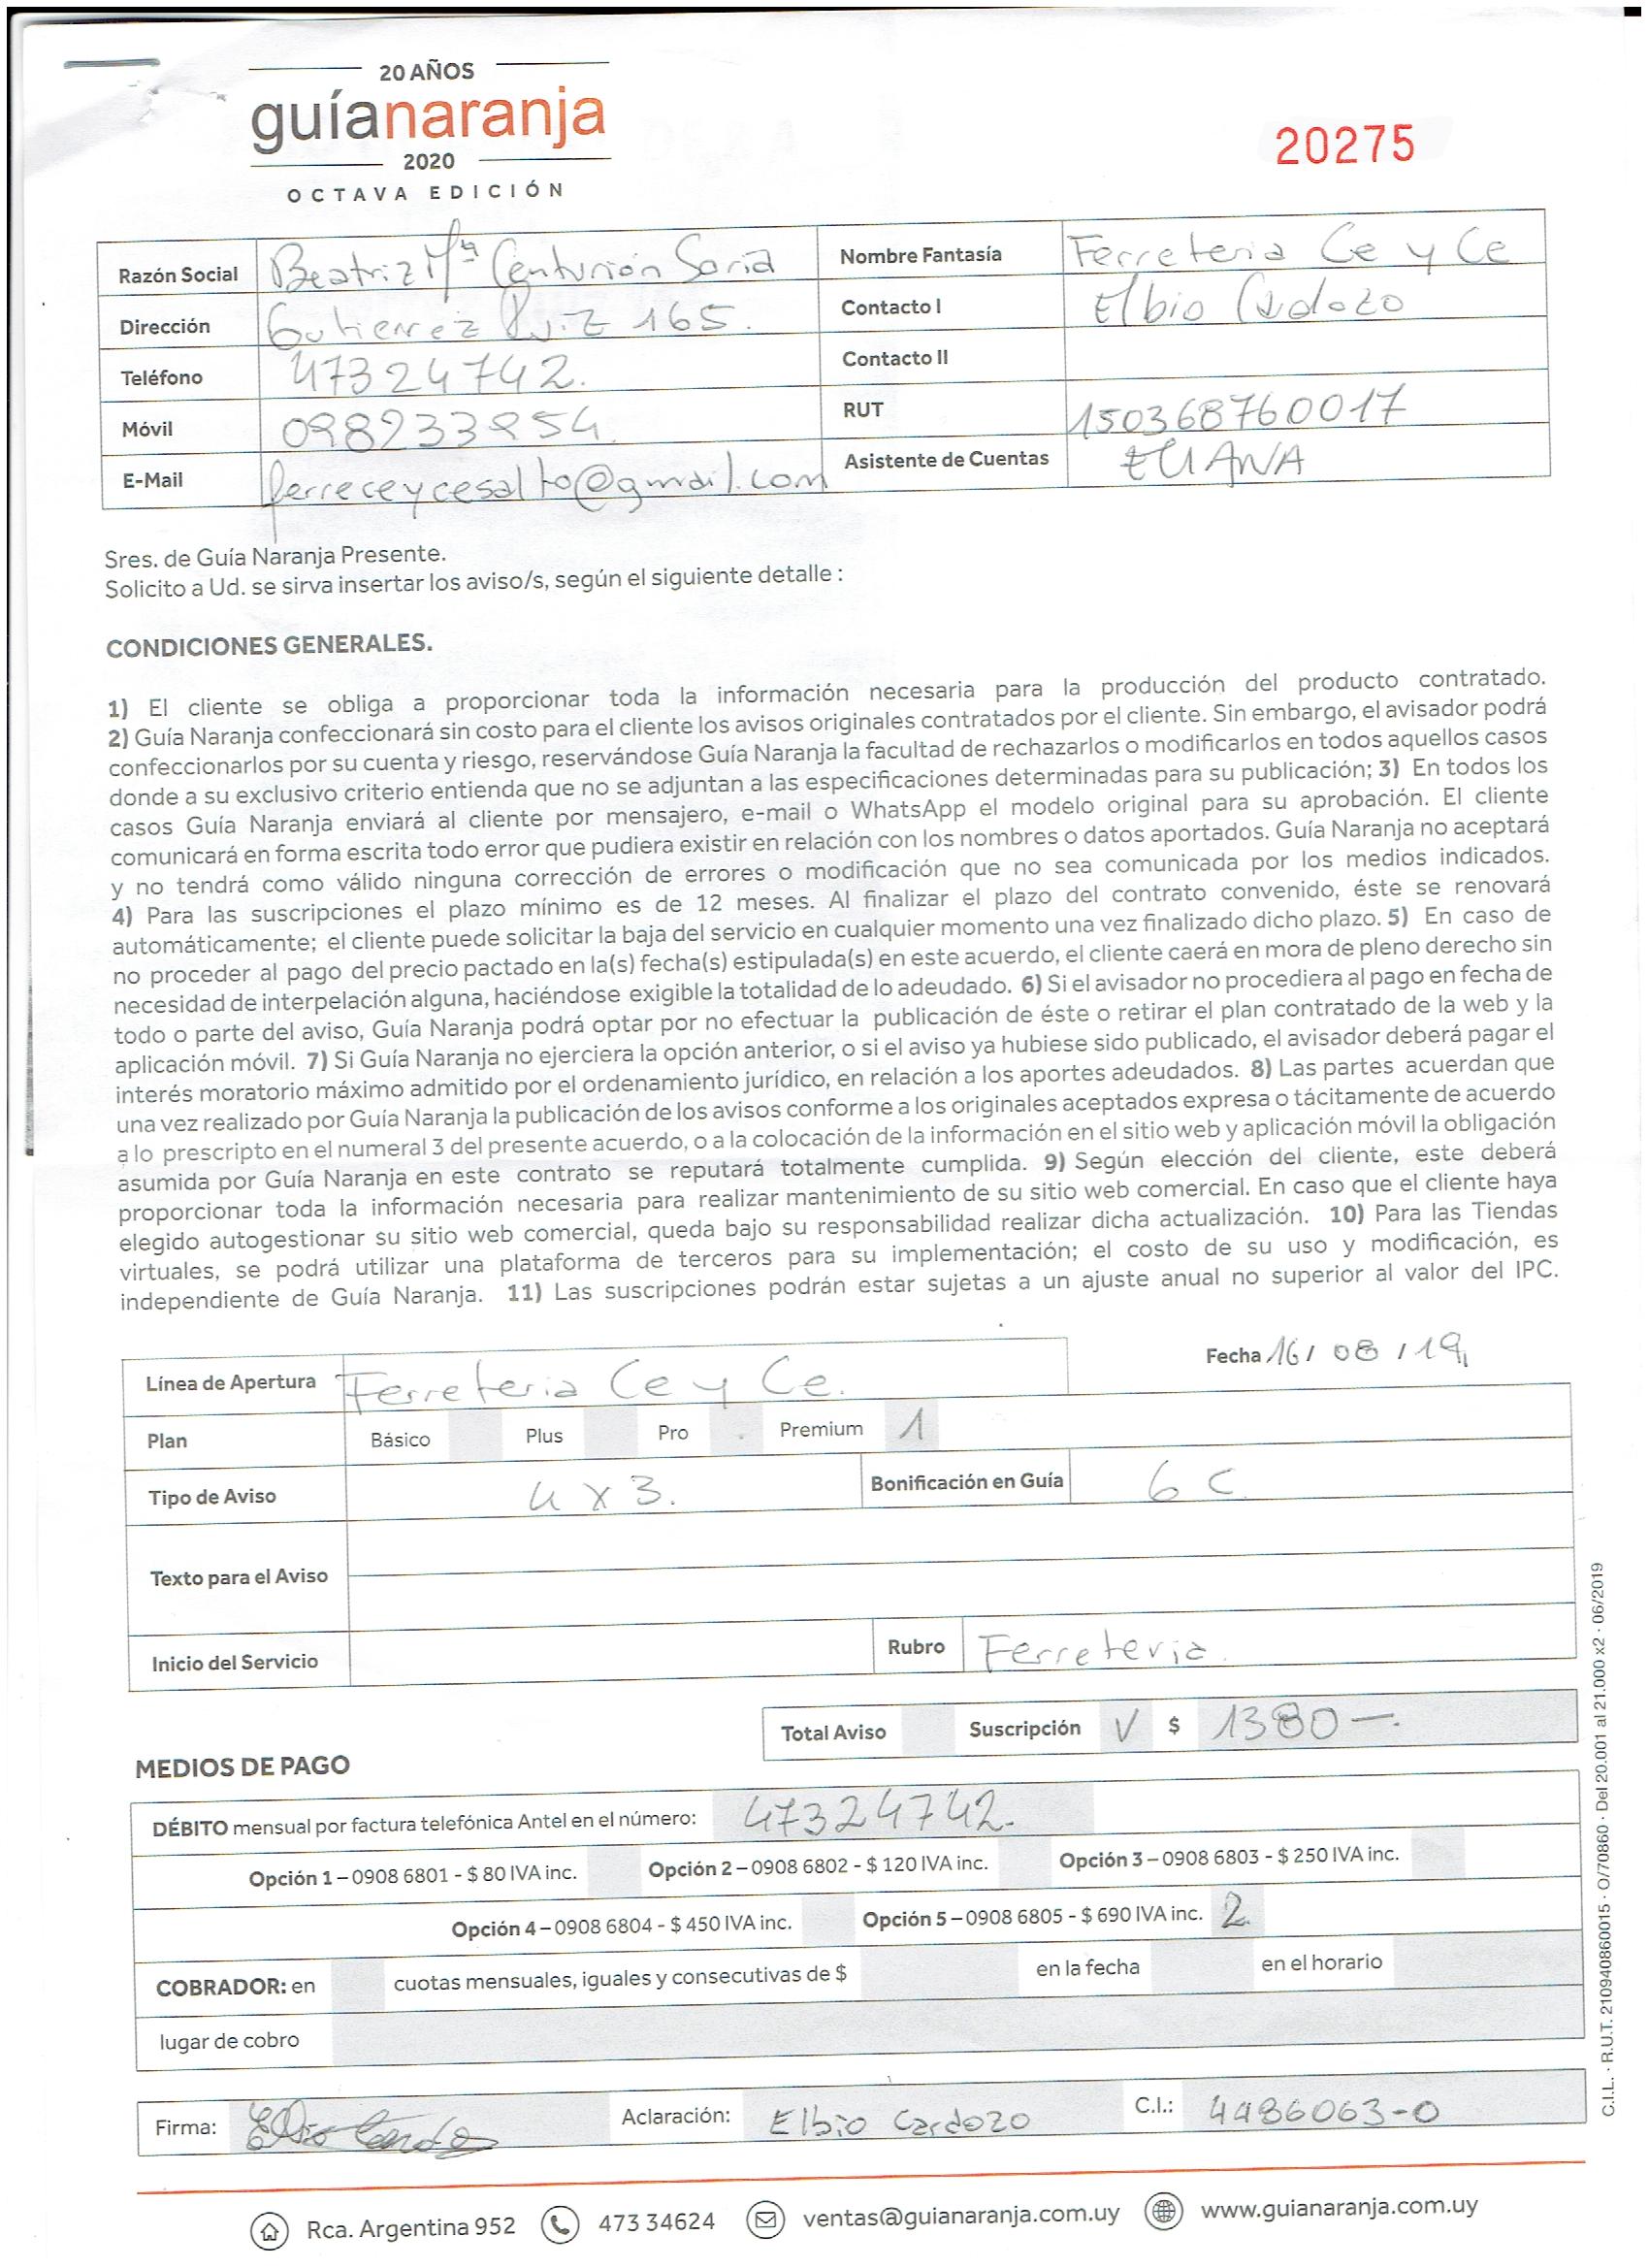 20 AÑOS
guíanaranja
2020
OCTAVA EDICIÓN
20275
Razón Social Beatriz Mª Centurión Soria Nombre Fantasía Ferreteria Ce y Ce
Dirección Gutierrez Ruiz 165. Contacto I Elbio Cardozo
Teléfono 47324742. Contacto II
Móvil 098233854. RUT 150368760017
E-Mail ferreceycesalto@gmail.com Asistente de Cuentas ELIANA
Sres. de Guía Naranja Presente.
Solicito a Ud. se sirva insertar los aviso/s, según el siguiente detalle :
CONDICIONES GENERALES.
1) El cliente se obliga a proporcionar toda la información necesaria para la producción del producto contratado.
2) Guía Naranja confeccionará sin costo para el cliente los avisos originales contratados por el cliente. Sin embargo, el avisador podrá
confeccionarlos por su cuenta y riesgo, reservándose Guía Naranja la facultad de rechazarlos o modificarlos en todos aquellos casos
donde a su exclusivo criterio entienda que no se adjuntan a las especificaciones determinadas para su publicación; 3) En todos los
casos Guía Naranja enviará al cliente por mensajero, e-mail o WhatsApp el modelo original para su aprobación. El cliente
comunicará en forma escrita todo error que pudiera existir en relación con los nombres o datos aportados. Guía Naranja no aceptará
y no tendrá como válido ninguna corrección de errores o modificación que no sea comunicada por los medios indicados.
4) Para las suscripciones el plazo mínimo es de 12 meses. Al finalizar el plazo del contrato convenido, éste se renovará
automáticamente; el cliente puede solicitar la baja del servicio en cualquier momento una vez finalizado dicho plazo. 5) En caso de
no proceder al pago del precio pactado en la(s) fecha(s) estipulada(s) en este acuerdo, el cliente caerá en mora de pleno derecho sin
necesidad de interpelación alguna, haciéndose exigible la totalidad de lo adeudado. 6) Si el avisador no procediera al pago en fecha de
todo o parte del aviso, Guía Naranja podrá optar por no efectuar la publicación de éste o retirar el plan contratado de la web y la
aplicación móvil. 7) Si Guía Naranja no ejerciera la opción anterior, o si el aviso ya hubiese sido publicado, el avisador deberá pagar el
interés moratorio máximo admitido por el ordenamiento jurídico, en relación a los aportes adeudados. 8) Las partes acuerdan que
una vez realizado por Guía Naranja la publicación de los avisos conforme a los originales aceptados expresa o tácitamente de acuerdo
a lo prescripto en el numeral 3 del presente acuerdo, o a la colocación de la información en el sitio web y aplicación móvil la obligación
asumida por Guía Naranja en este contrato se reputará totalmente cumplida. 9) Según elección del cliente, este deberá
proporcionar toda la información necesaria para realizar mantenimiento de su sitio web comercial. En caso que el cliente haya
elegido autogestionar su sitio web comercial, queda bajo su responsabilidad realizar dicha actualización. 10) Para las Tiendas
virtuales, se podrá utilizar una plataforma de terceros para su implementación; el costo de su uso y modificación, es
independiente de Guía Naranja. 11) Las suscripciones podrán estar sujetas a un ajuste anual no superior al valor del IPC.
Fecha 16/ 08 / 19
Línea de Apertura Ferreteria Ce y Ce.
Plan Básico Plus Pro Premium 1
Tipo de Aviso 4 x 3. Bonificación en Guía 6 C
Texto para el Aviso
Inicio del Servicio Rubro Ferreteria.
Total Aviso Suscripción V $ 1380 —.
MEDIOS DE PAGO
DÉBITO mensual por factura telefónica Antel en el número: 47324742.
Opción 1 – 0908 6801 - $ 80 IVA inc. Opción 2 – 0908 6802 - $ 120 IVA inc. Opción 3 – 0908 6803 - $ 250 IVA inc.
Opción 4 – 0908 6804 - $ 450 IVA inc. Opción 5 – 0908 6805 - $ 690 IVA inc. 2
COBRADOR: en cuotas mensuales, iguales y consecutivas de $ en la fecha en el horario
lugar de cobro
Firma: Elbio Cardozo Aclaración: Elbio Cardozo C.I.: 4486063-0
Rca. Argentina 952 473 34624 ventas@guianaranja.com.uy www.guianaranja.com.uy
C.I.L. · R.U.T. 210940860015 · O/70860 · Del 20.001 al 21.000 x2 · 06/2019